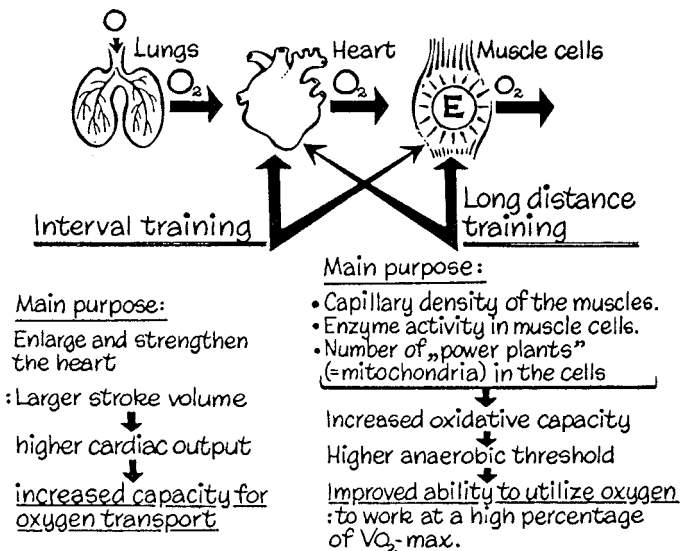 O
Lungs
O₂
Heart
O₂
Muscle cells
E
O₂
Interval training
Long distance
training
Main purpose:
Enlarge and strengthen
the heart
:Larger stroke volume
higher cardiac output
increased capacity for
oxygen transport
Main purpose:
• Capillary density of the muscles.
• Enzyme activity in muscle cells.
• Number of „power plants”
(=mitochondria) in the cells
Increased oxidative capacity
Higher anaerobic threshold
Improved ability to utilize oxygen
:to work at a high percentage
of VO₂-max.